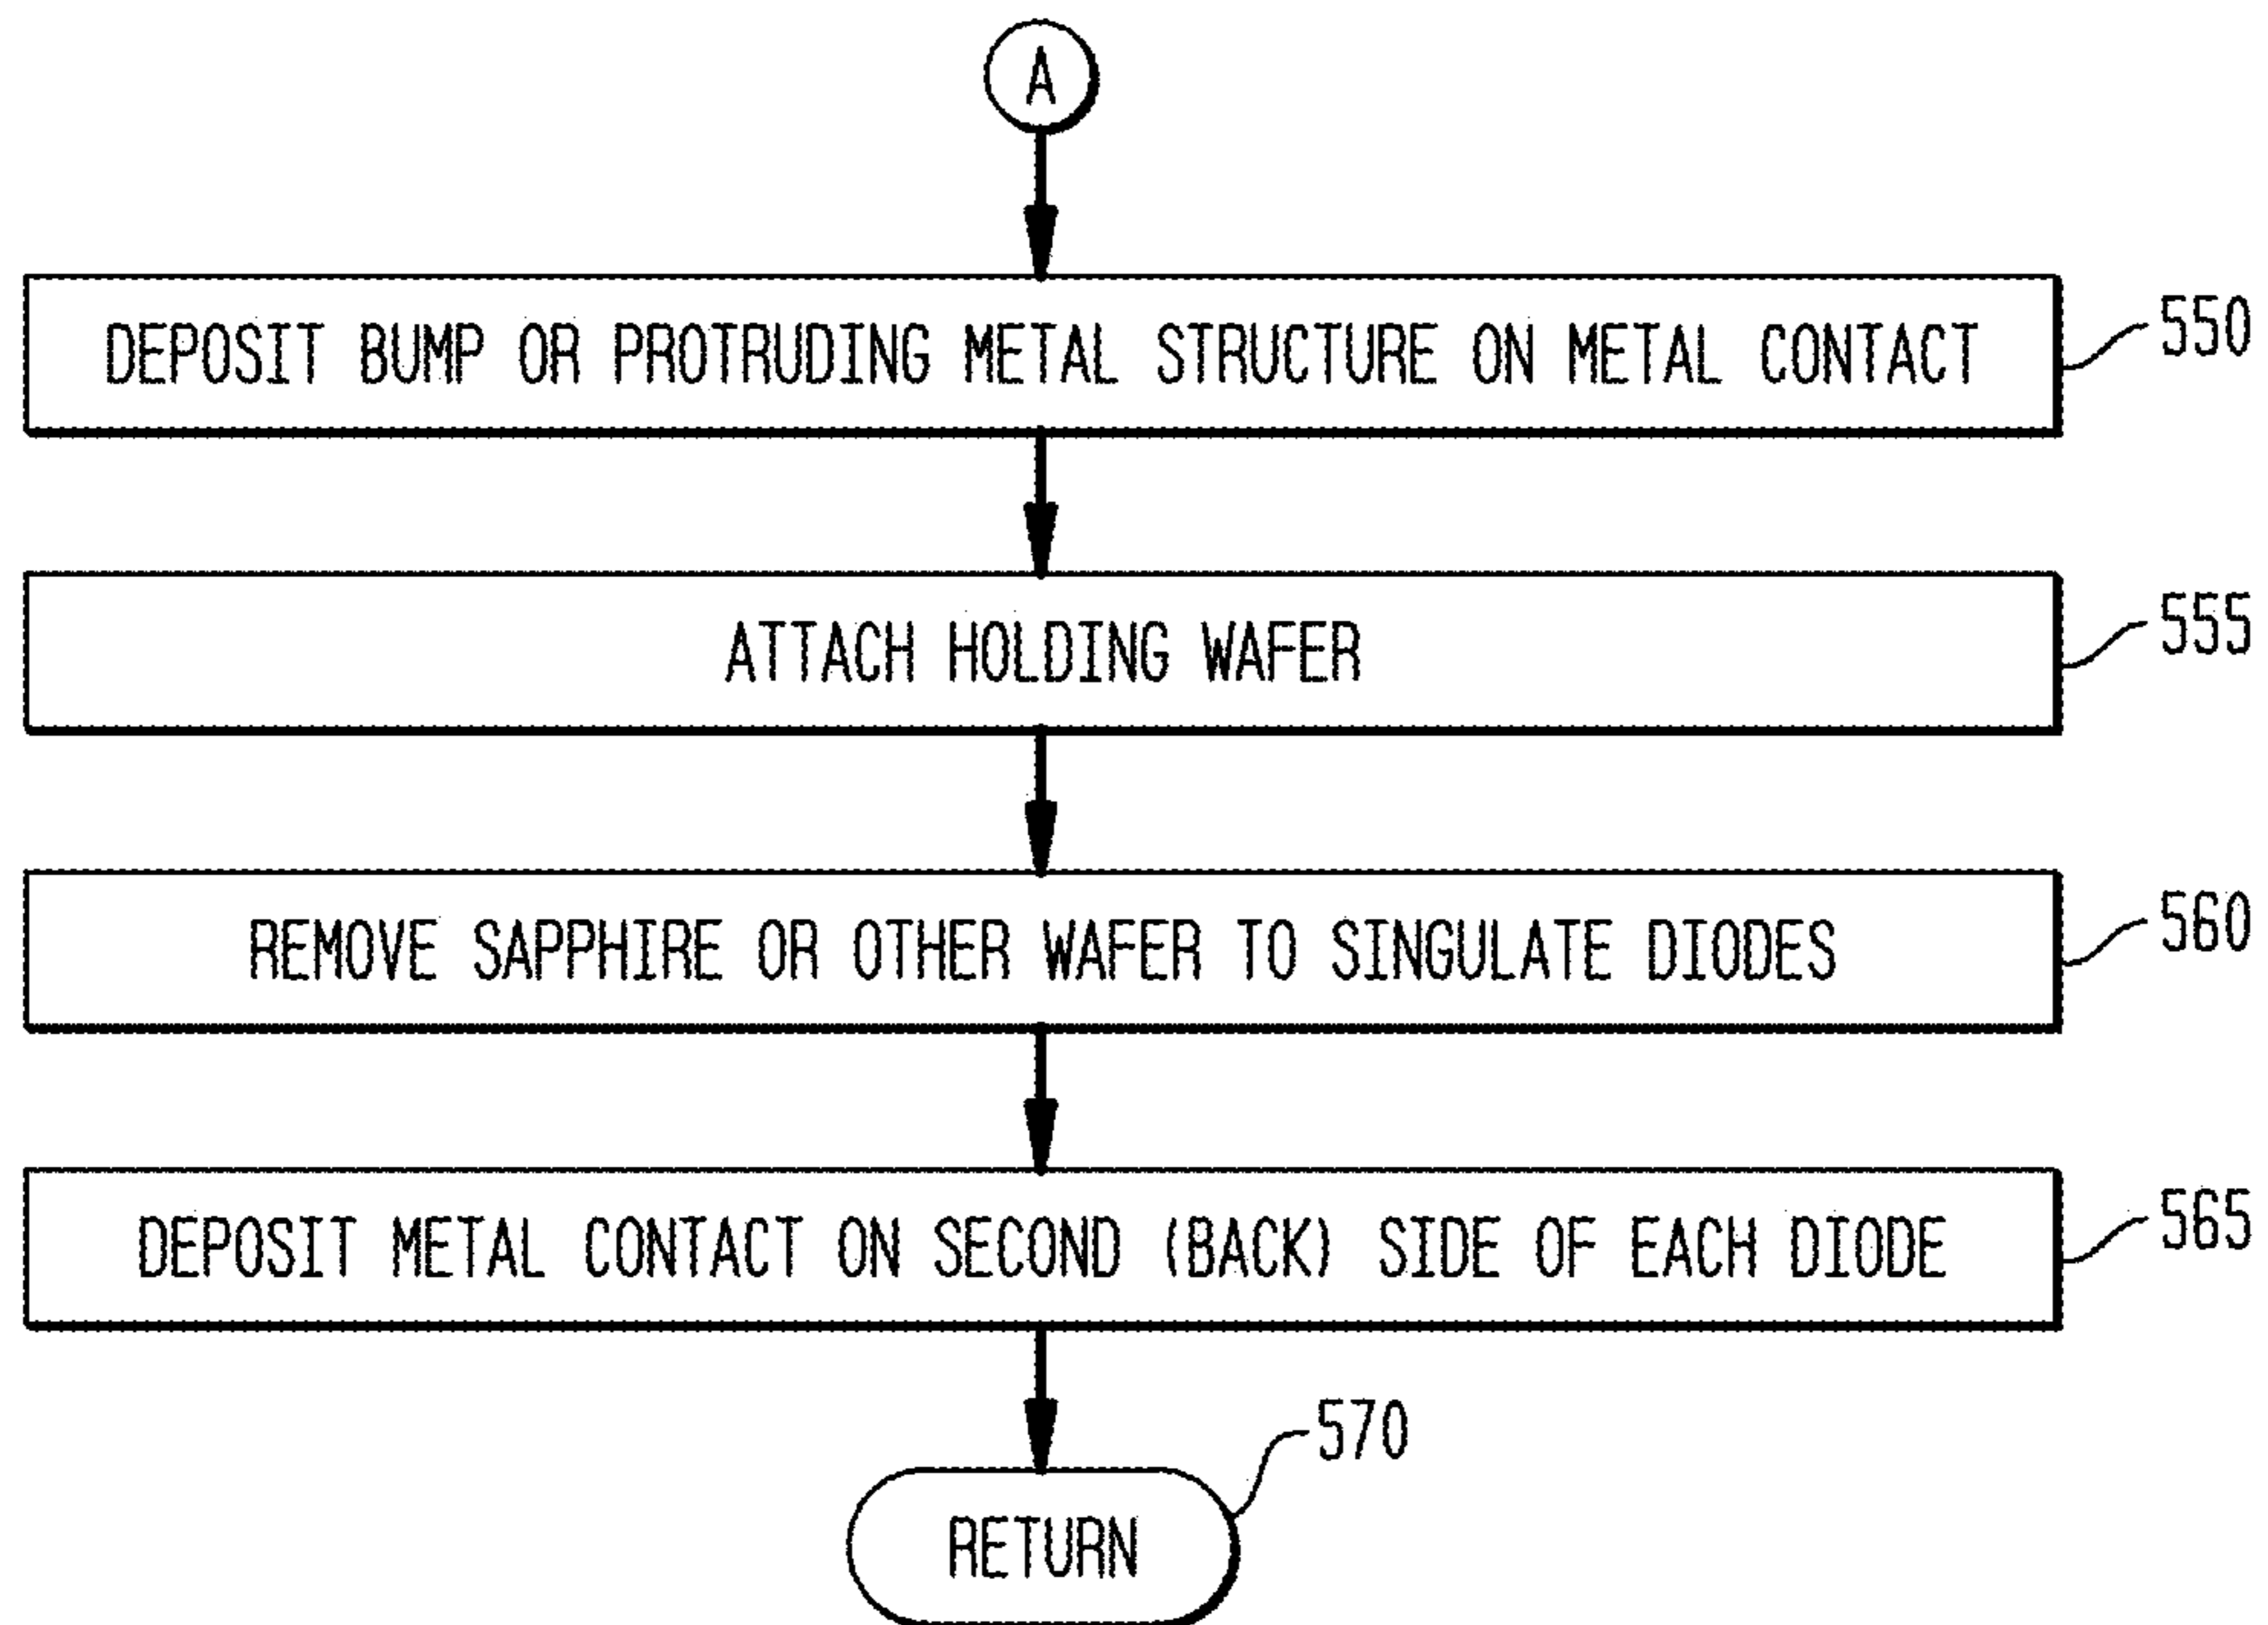 A
DEPOSIT BUMP OR PROTRUDING METAL STRUCTURE ON METAL CONTACT
550
ATTACH HOLDING WAFER
555
REMOVE SAPPHIRE OR OTHER WAFER TO SINGULATE DIODES
560
DEPOSIT METAL CONTACT ON SECOND (BACK) SIDE OF EACH DIODE
565
570
RETURN